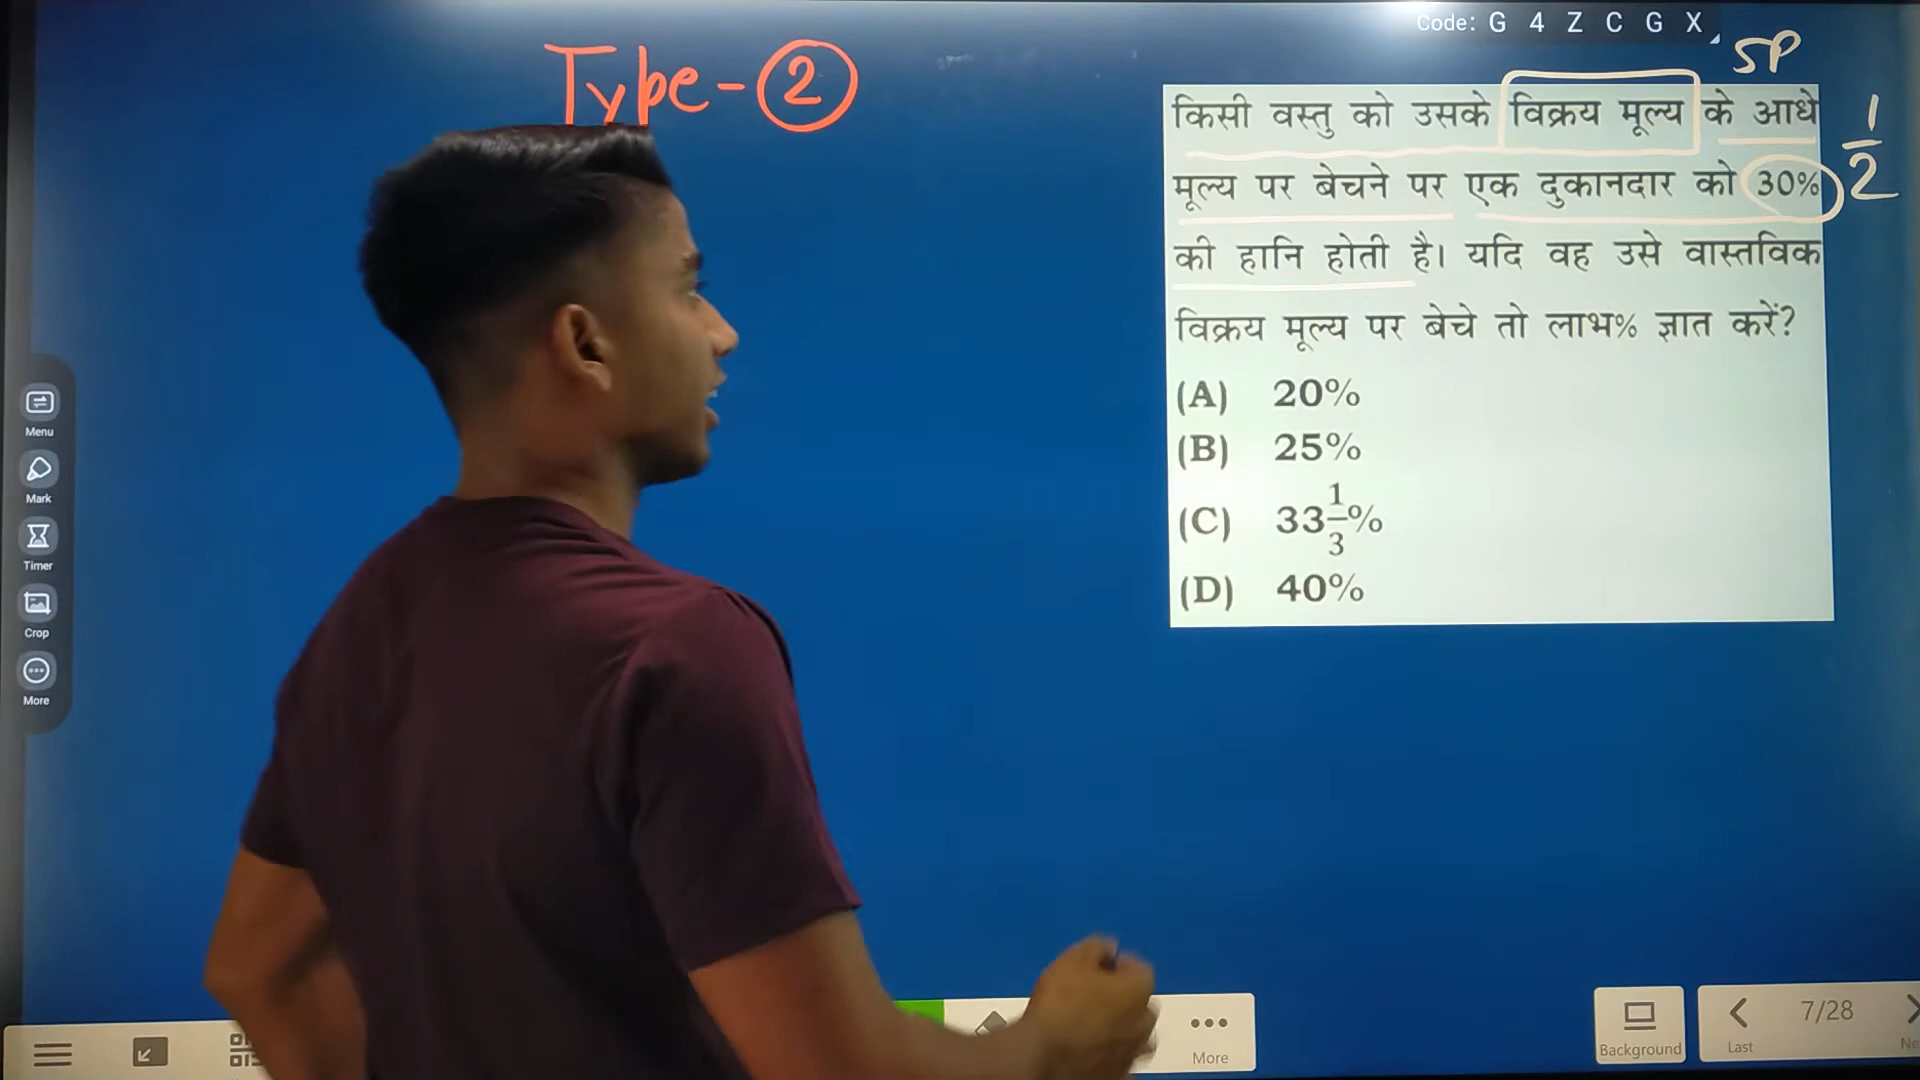 Code: G 4 Z C G X
Type-②
SP
किसी वस्तु को उसके विक्रय मूल्य के आधे
1/2
मूल्य पर बेचने पर एक दुकानदार को 30%
की हानि होती है। यदि वह उसे वास्तविक
विक्रय मूल्य पर बेचे तो लाभ% ज्ञात करें?
(A) 20%
(B) 25%
(C) 33 1/3%
(D) 40%
Menu
Mark
Timer
Crop
More
More
Background
Last
7/28